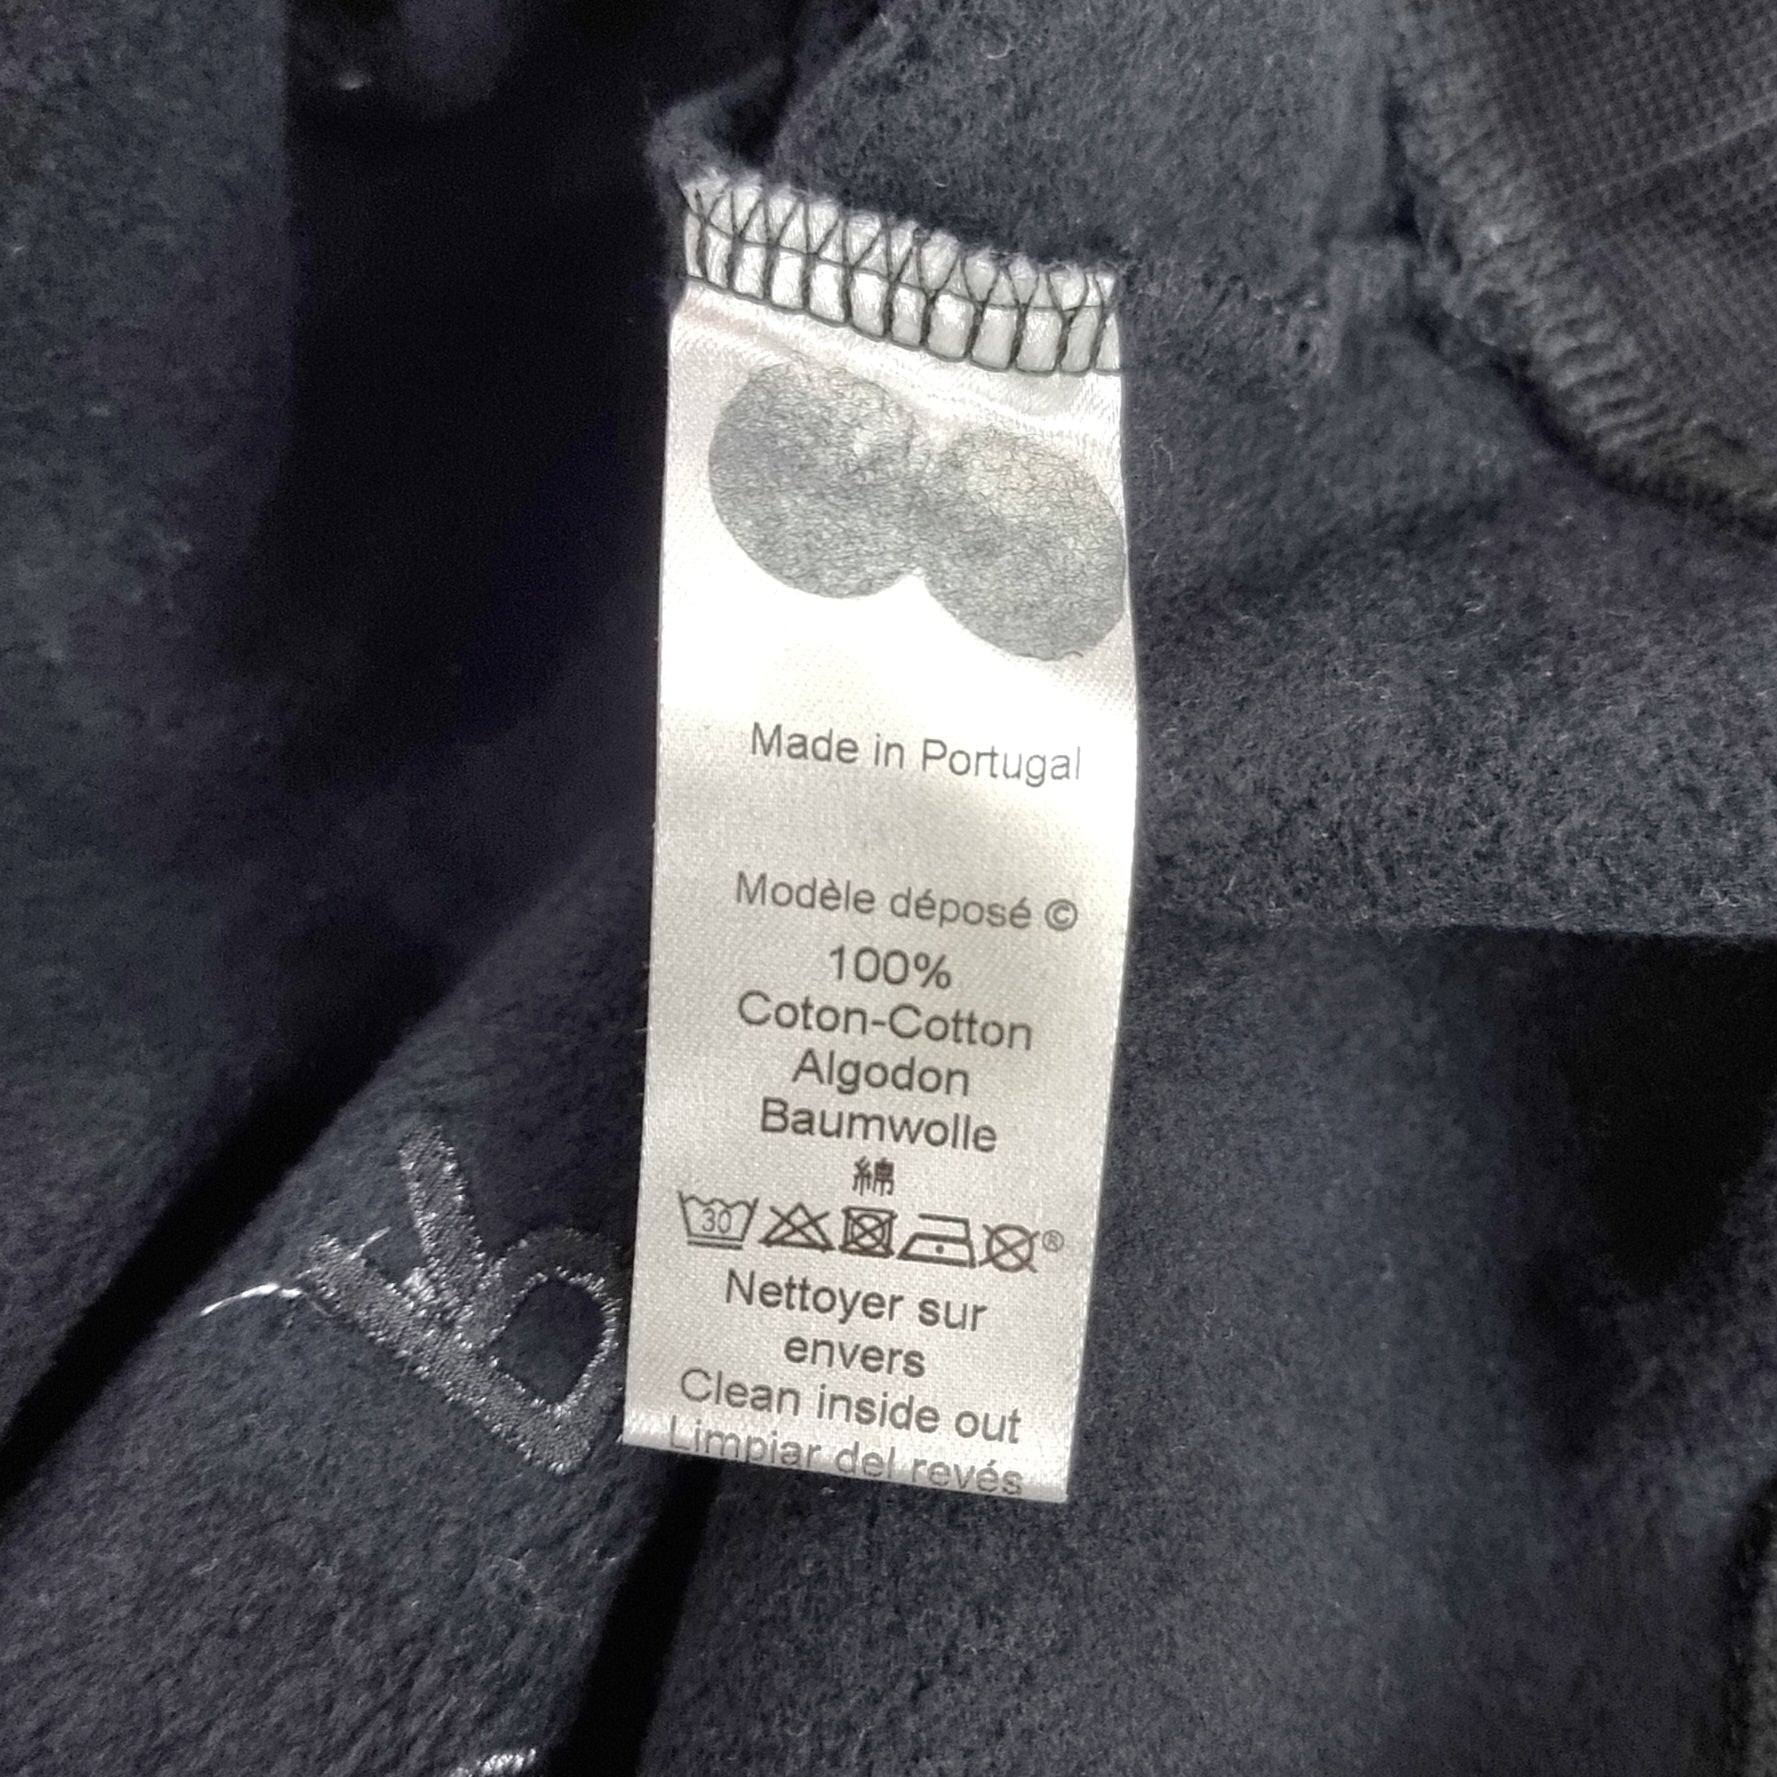 Made in Portugal
Modèle déposé ©
100%
Coton-Cotton
Algodon
Baumwolle
綿
30 ®
Nettoyer sur
envers
Clean inside out
Limpiar del revés